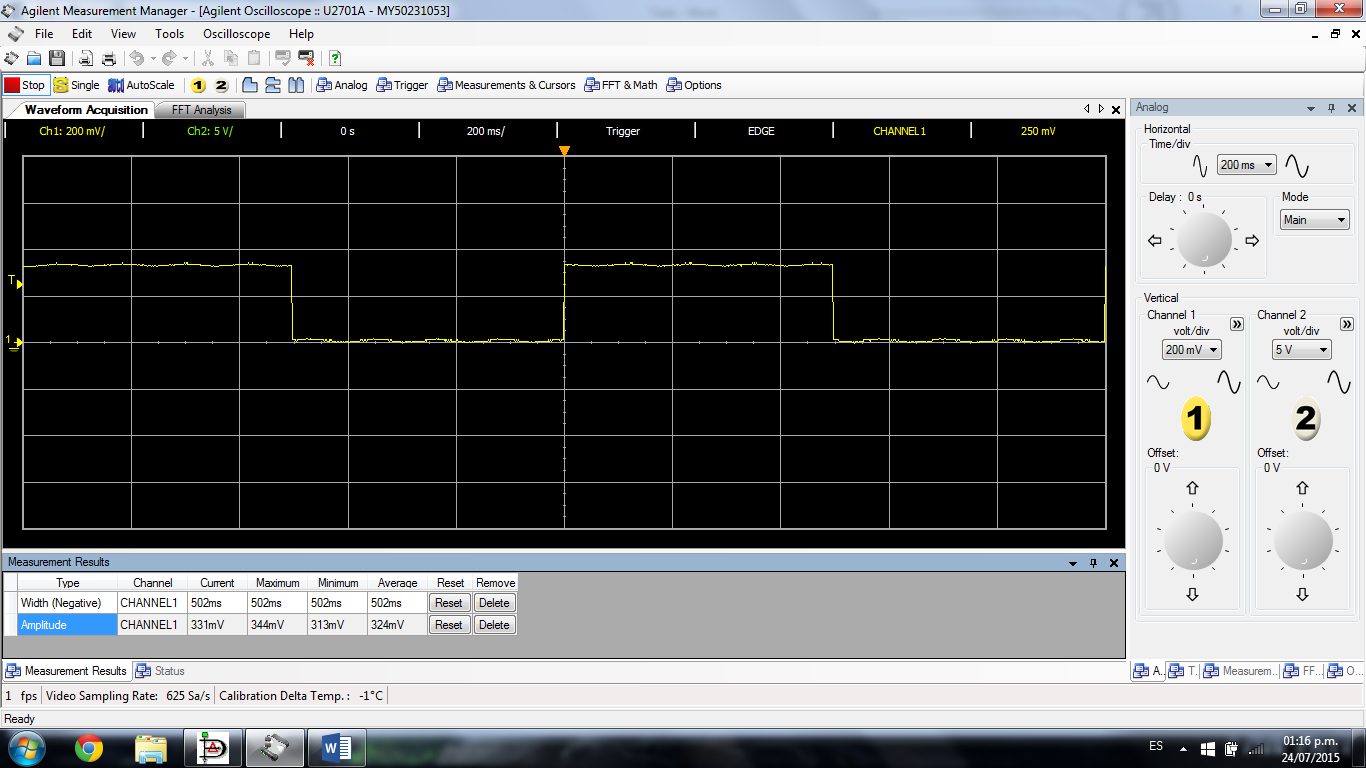 Agilent Measurement Manager - [Agilent Oscilloscope :: U2701A - MY50231053]
File Edit View Tools Oscilloscope Help
Stop Single AutoScale 1 2 Analog Trigger Measurements & Cursors FFT & Math Options
Waveform Acquisition FFT Analysis
Ch1: 200 mV/ Ch2: 5 V/ 0 s 200 ms/ Trigger EDGE CHANNEL1 250 mV
T
1
Analog
Horizontal
Time/div
200 ms
Delay : 0 s
Mode
Main
Vertical
Channel 1 Channel 2
volt/div volt/div
200 mV 5 V
1 2
Offset: Offset:
0 V 0 V
Measurement Results
Type Channel Current Maximum Minimum Average Reset Remove
Width (Negative) CHANNEL1 502ms 502ms 502ms 502ms Reset Delete
Amplitude CHANNEL1 331mV 344mV 313mV 324mV Reset Delete
Measurement Results Status
A.. T.. Measurem... FF... O...
1 fps Video Sampling Rate: 625 Sa/s Calibration Delta Temp. : -1°C
Ready
ES
01:16 p.m.
24/07/2015